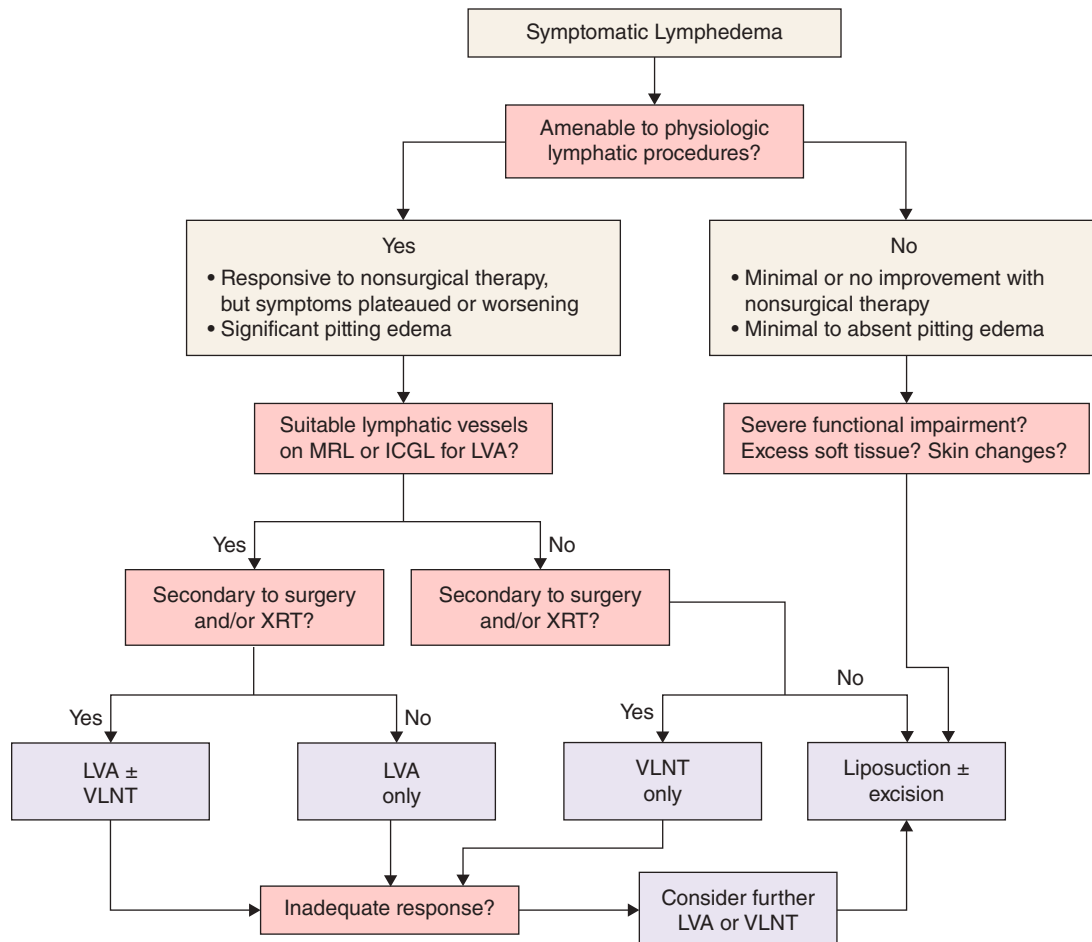 Symptomatic Lymphedema
Amenable to physiologic
lymphatic procedures?
Yes
• Responsive to nonsurgical therapy,
but symptoms plateaued or worsening
• Significant pitting edema
No
• Minimal or no improvement with
nonsurgical therapy
• Minimal to absent pitting edema
Suitable lymphatic vessels
on MRL or ICGL for LVA?
Severe functional impairment?
Excess soft tissue? Skin changes?
Yes
No
Secondary to surgery
and/or XRT?
Secondary to surgery
and/or XRT?
Yes
No
Yes
No
LVA ±
VLNT
LVA
only
VLNT
only
Liposuction ±
excision
Inadequate response?
Consider further
LVA or VLNT